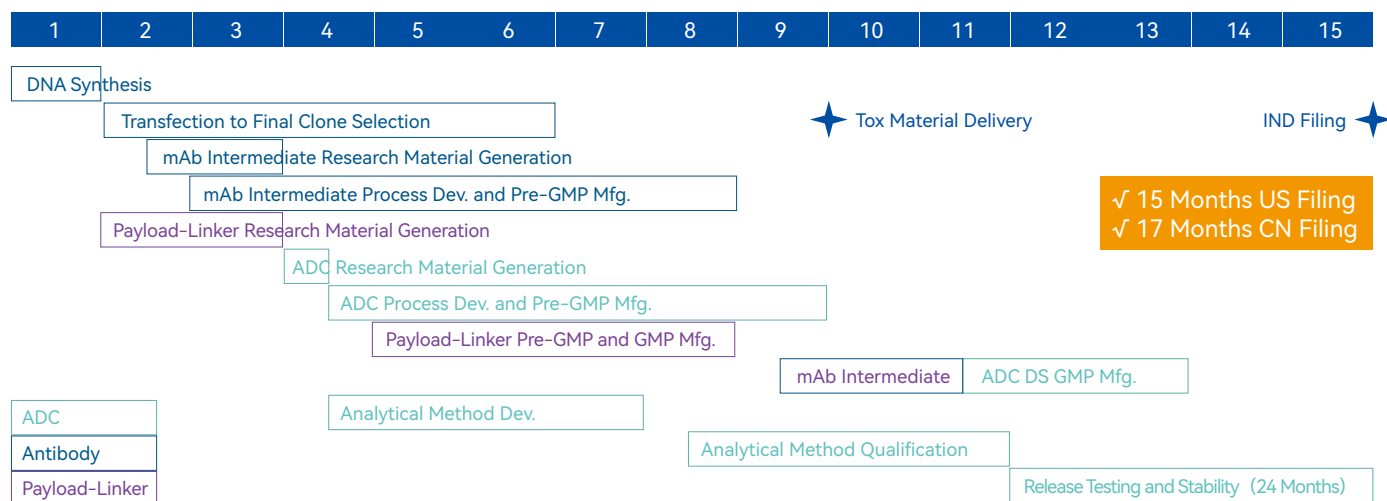 1 2 3 4 5 6 7 8 9 10 11 12 13 14 15
DNA Synthesis
Transfection to Final Clone Selection
Tox Material Delivery
IND Filing
mAb Intermediate Research Material Generation
mAb Intermediate Process Dev. and Pre-GMP Mfg.
√ 15 Months US Filing
√ 17 Months CN Filing
Payload-Linker Research Material Generation
ADC Research Material Generation
ADC Process Dev. and Pre-GMP Mfg.
Payload-Linker Pre-GMP and GMP Mfg.
mAb Intermediate
ADC DS GMP Mfg.
ADC
Analytical Method Dev.
Antibody
Analytical Method Qualification
Payload-Linker
Release Testing and Stability（24 Months）